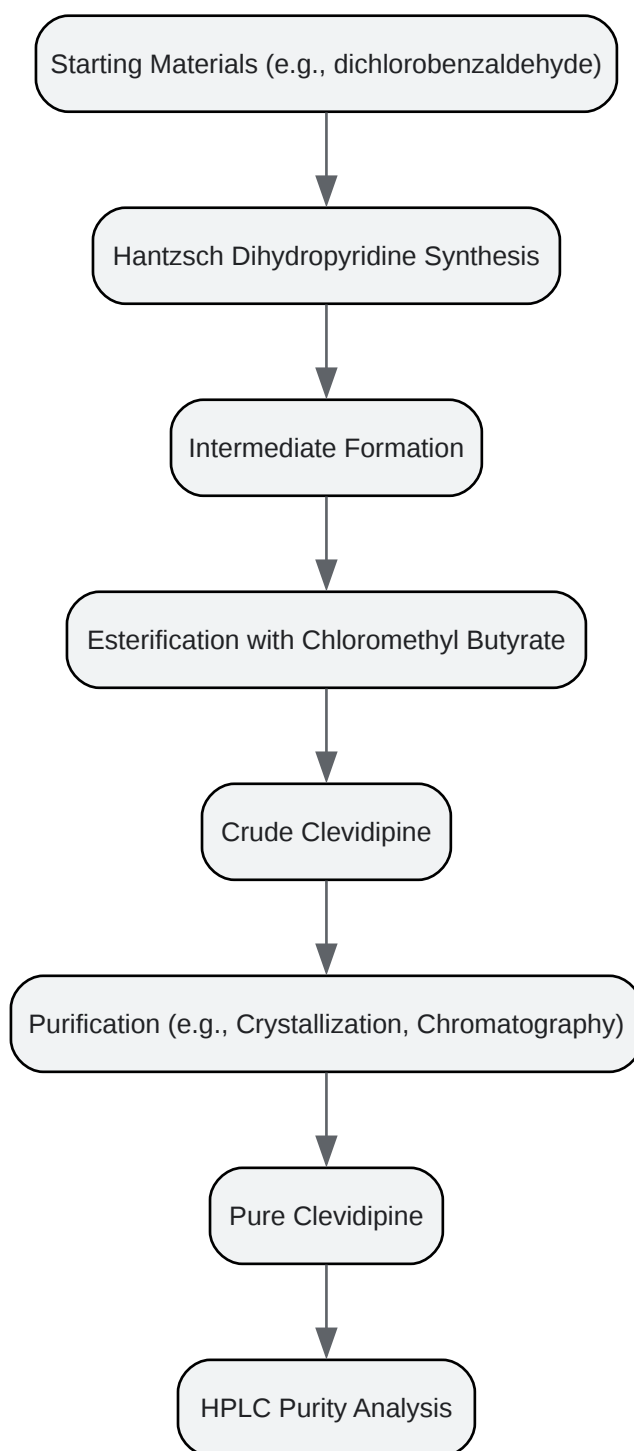 Starting Materials (e.g., dichlorobenzaldehyde)
Hantzsch Dihydropyridine Synthesis
Intermediate Formation
Esterification with Chloromethyl Butyrate
Crude Clevidipine
Purification (e.g., Crystallization, Chromatography)
Pure Clevidipine
HPLC Purity Analysis